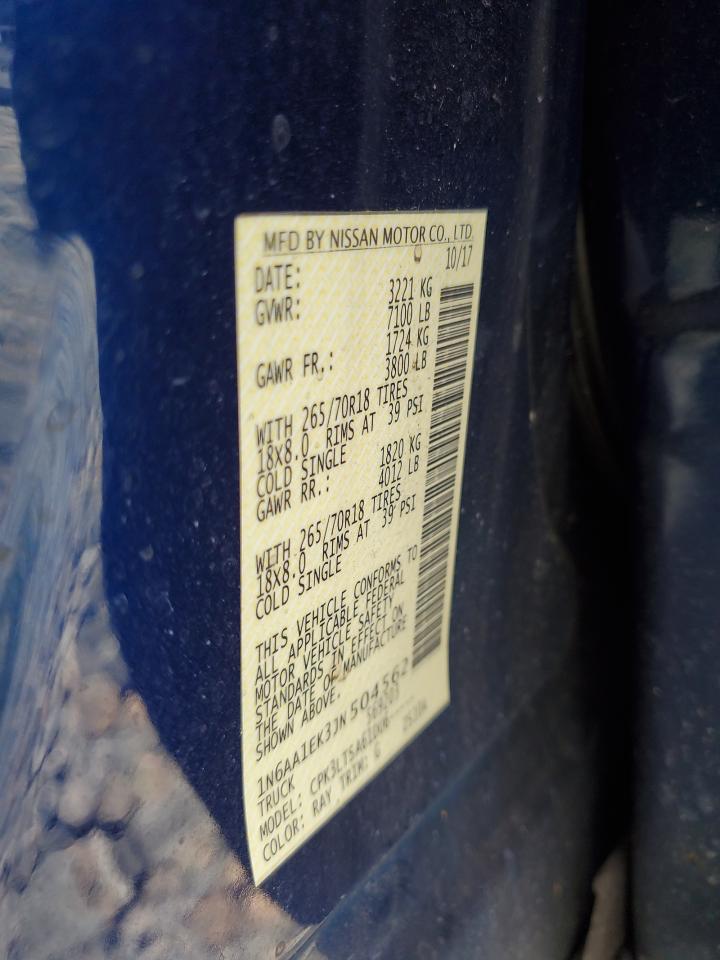 MFD BY NISSAN MOTOR CO., LTD.
DATE: 10/17
GVWR: 3221 KG
7100 LB
GAWR FR.: 1724 KG
3800 LB
WITH 265/70R18 TIRES
18X8.0 RIMS AT 39 PSI
COLD SINGLE
GAWR RR.: 1820 KG
4012 LB
WITH 265/70R18 TIRES
18X8.0 RIMS AT 39 PSI
COLD SINGLE
THIS VEHICLE CONFORMS TO
ALL APPLICABLE FEDERAL
MOTOR VEHICLE SAFETY
STANDARDS IN EFFECT ON
THE DATE OF MANUFACTURE
SHOWN ABOVE.
1N6AA1EK3JN504562
TRUCK
MODEL:
COLOR: RAY TRIM: G